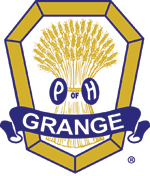 P OF H
GRANGE
®